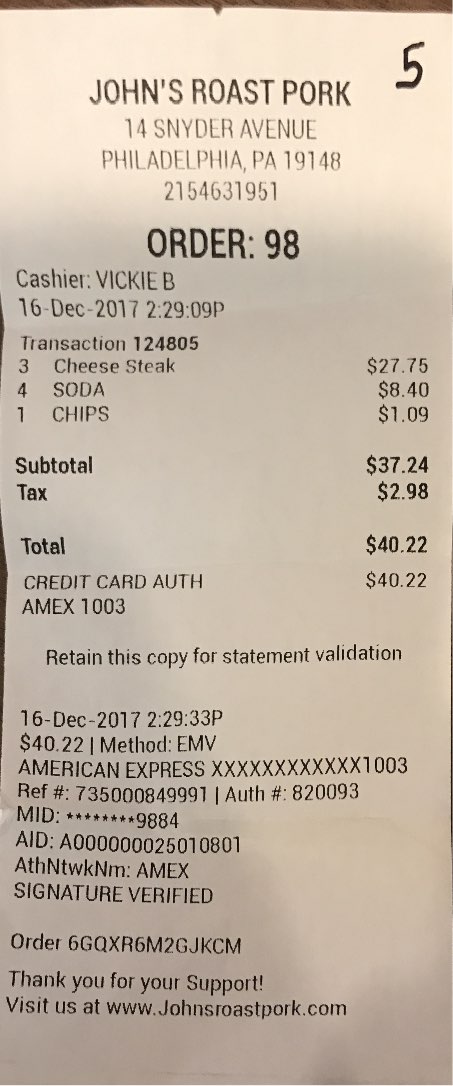 5
JOHN'S ROAST PORK
14 SNYDER AVENUE
PHILADELPHIA, PA 19148
2154631951
ORDER: 98
Cashier: VICKIE B
16-Dec-2017 2:29:09P
Transaction 124805
3 Cheese Steak $27.75
4 SODA $8.40
1 CHIPS $1.09
Subtotal $37.24
Tax $2.98
Total $40.22
CREDIT CARD AUTH $40.22
AMEX 1003
Retain this copy for statement validation
16-Dec-2017 2:29:33P
$40.22 | Method: EMV
AMERICAN EXPRESS XXXXXXXXXXXX1003
Ref #: 735000849991 | Auth #: 820093
MID: ********9884
AID: A000000025010801
AthNtwkNm: AMEX
SIGNATURE VERIFIED
Order 6GQXR6M2GJKCM
Thank you for your Support!
Visit us at www.Johnsroastpork.com